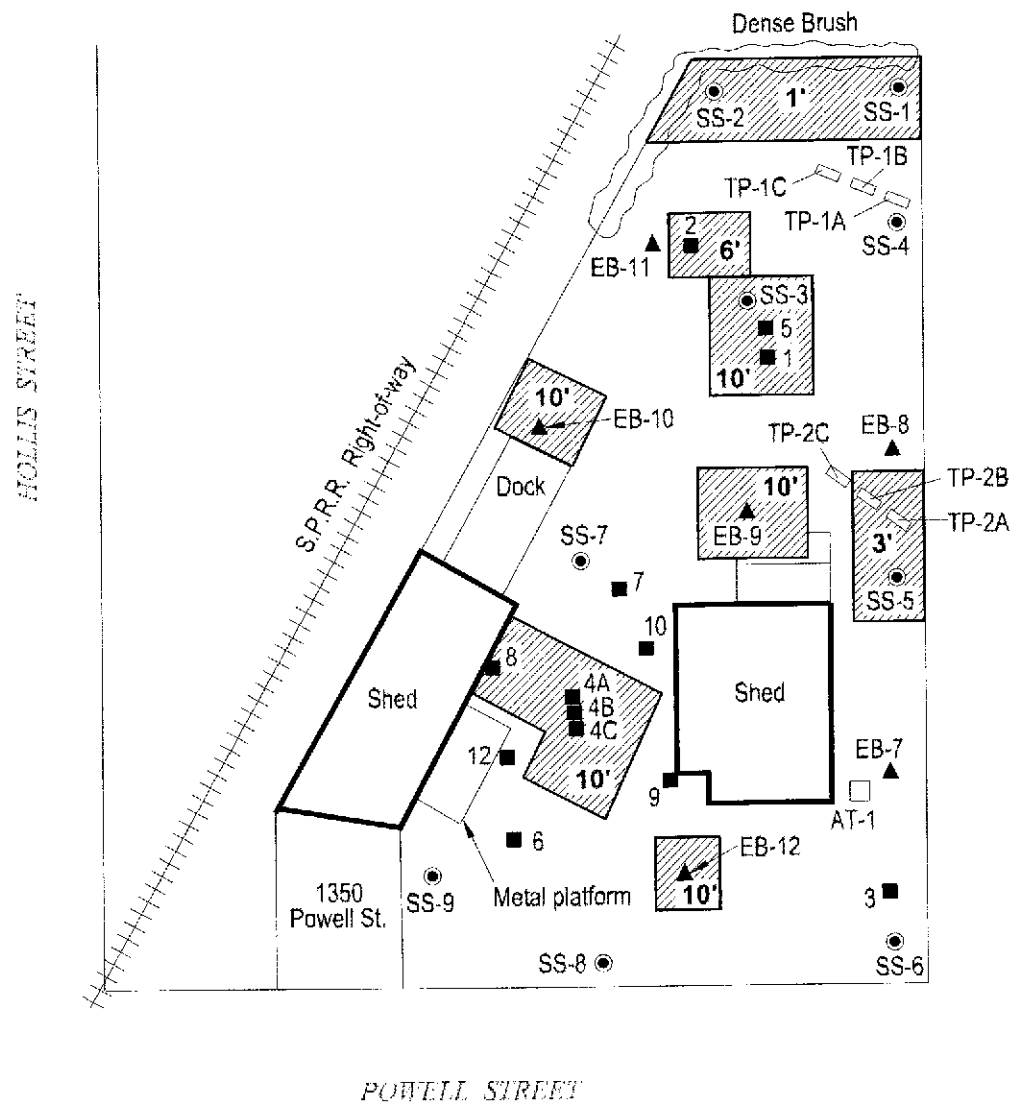 Dense Brush
SS-2
1'
SS-1
TP-1B
TP-1C
TP-1A
SS-4
2
6'
EB-11
SS-3
5
1
10'
HOLLIS STREET
S.P.R.R. Right-of-way
10'
EB-10
Dock
TP-2C
EB-8
10'
TP-2B
EB-9
TP-2A
3'
SS-7
SS-5
7
10
8
Shed
4A
4B
4C
Shed
12
10'
9
EB-7
AT-1
6
EB-12
1350
Powell St.
SS-9
Metal platform
10'
3
SS-8
SS-6
POWELL STREET